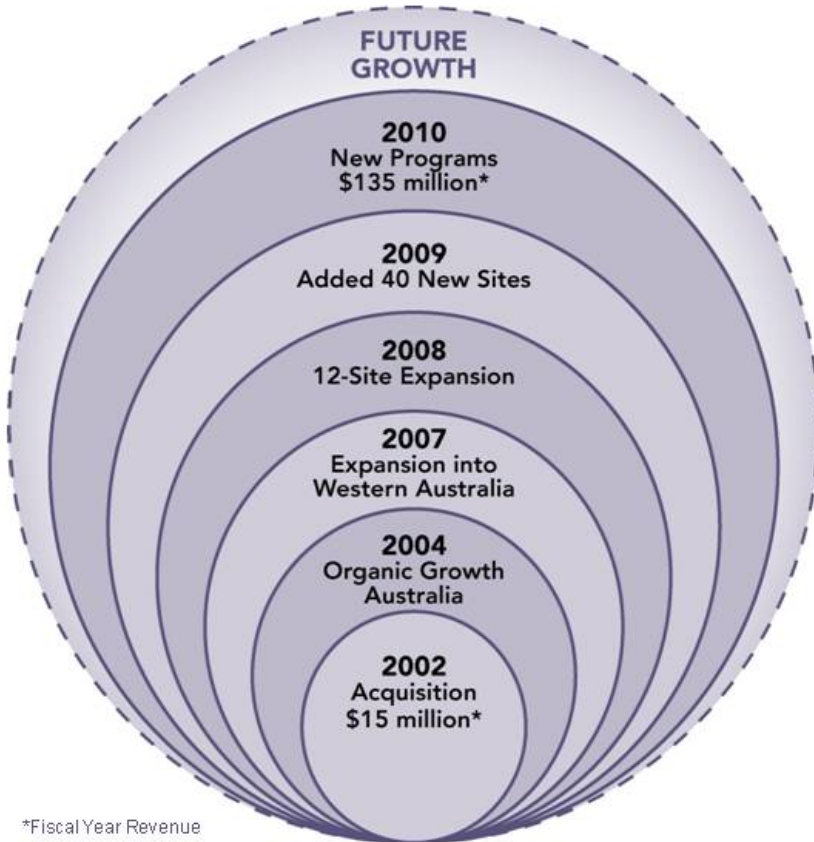 FUTURE
GROWTH
2010
New Programs
$135 million*
2009
Added 40 New Sites
2008
12-Site Expansion
2007
Expansion into
Western Australia
2004
Organic Growth
Australia
2002
Acquisition
$15 million*
*Fiscal Year Revenue